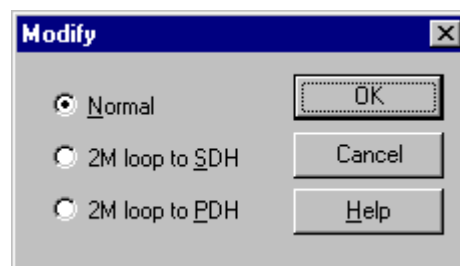 Modify
Normal
OK
2M loop to SDH
Cancel
2M loop to PDH
Help